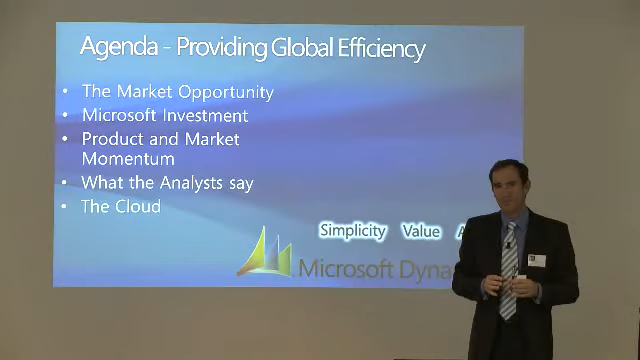 Agenda - Providing Global Efficiency
• The Market Opportunity
• Microsoft Investment
• Product and Market
Momentum
• What the Analysts say
• The Cloud
Simplicity Value A
Microsoft Dyna